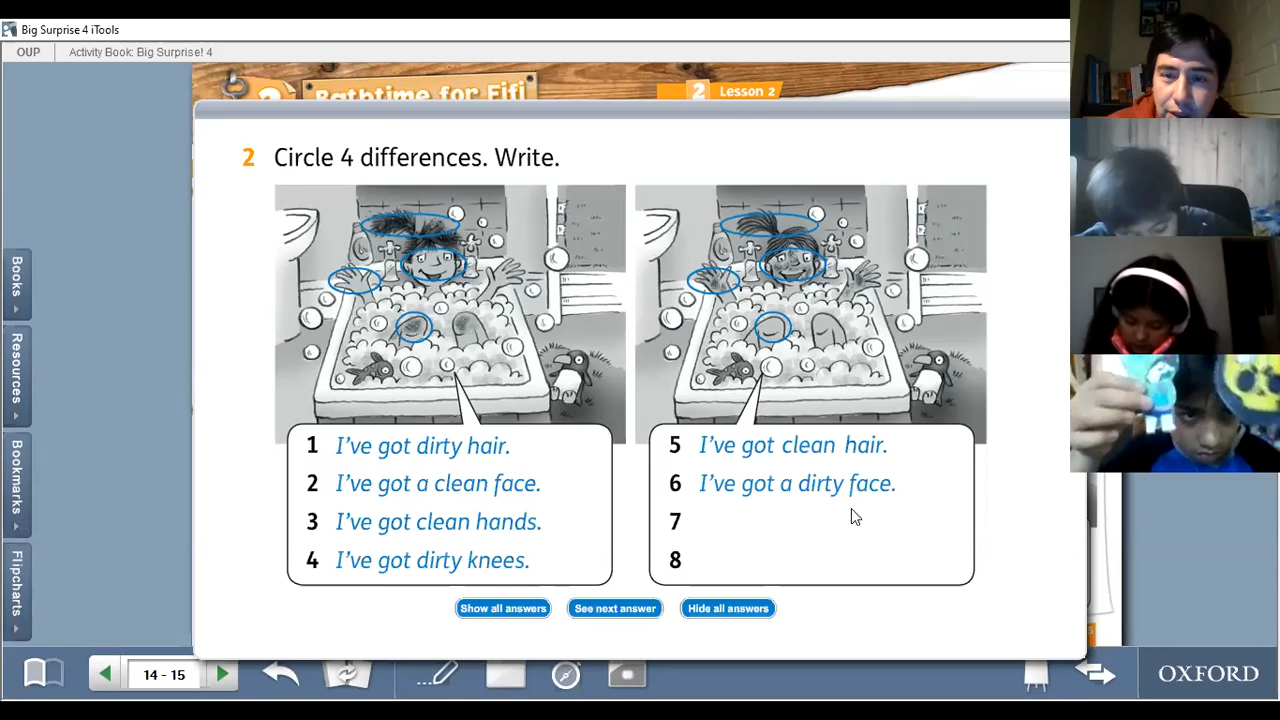 Big Surprise 4 iTools
OUP
Activity Book: Big Surprise! 4
Bathtime for Fifi
2 Lesson 2
2 Circle 4 differences. Write.
1 I've got dirty hair.
2 I've got a clean face.
3 I've got clean hands.
4 I've got dirty knees.
5 I've got clean hair.
6 I've got a dirty face.
7
8
Show all answers
See next answer
Hide all answers
Books
Resources
Bookmarks
Flipcharts
14 - 15
OXFORD